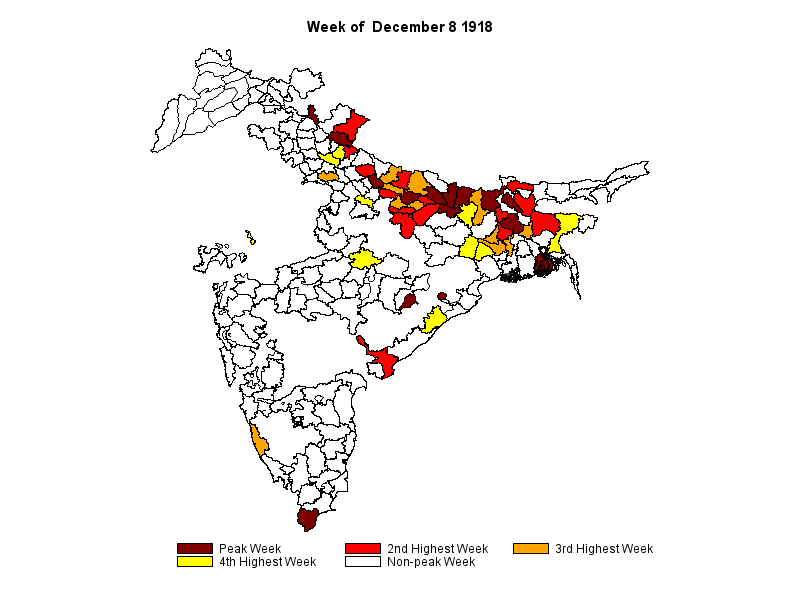 Week of  December 8 1918
Peak Week 2nd Highest Week 3rd Highest Week
4th Highest Week Non-peak Week